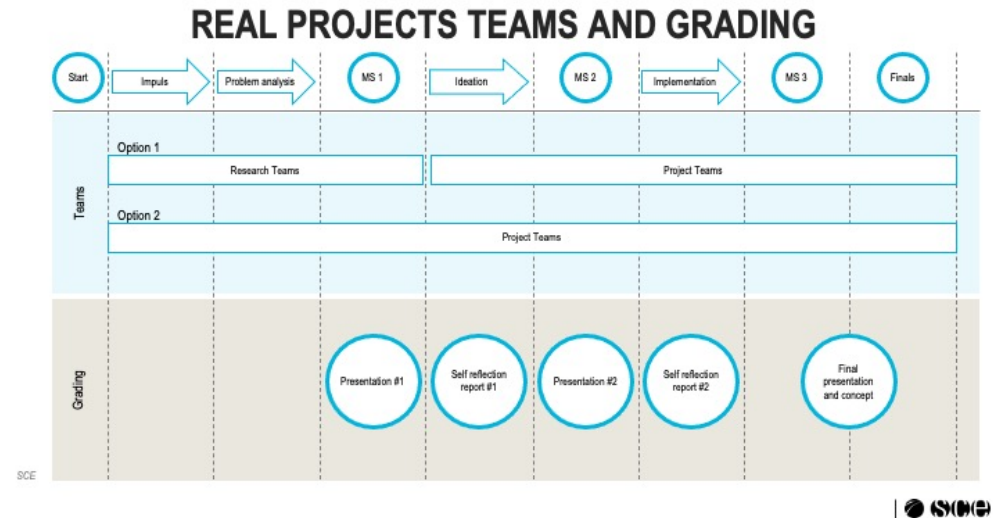 REAL PROJECTS TEAMS AND GRADING
Start
Impuls
Problem analysis
MS 1
Ideation
MS 2
Implementation
MS 3
Finals
Teams
Option 1
Research Teams
Project Teams
Option 2
Project Teams
Grading
Presentation #1
Self reflection
report #1
Presentation #2
Self reflection
report #2
Final
presentation
and concept
SCE
sce